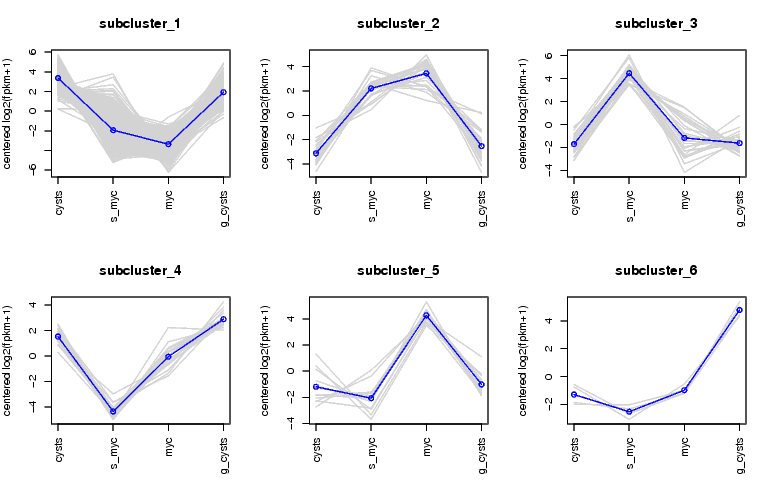 subcluster_1
centered log2(fpkm+1)
6
4
2
0
−2
−6
cysts
s_myc
myc
g_cysts
subcluster_2
centered log2(fpkm+1)
4
2
0
−2
−4
cysts
s_myc
myc
g_cysts
subcluster_3
centered log2(fpkm+1)
6
4
2
0
−2
−4
cysts
s_myc
myc
g_cysts
subcluster_4
centered log2(fpkm+1)
4
2
0
−2
−4
cysts
s_myc
myc
g_cysts
subcluster_5
centered log2(fpkm+1)
4
2
0
−2
−4
cysts
s_myc
myc
g_cysts
subcluster_6
centered log2(fpkm+1)
4
2
0
−2
cysts
s_myc
myc
g_cysts